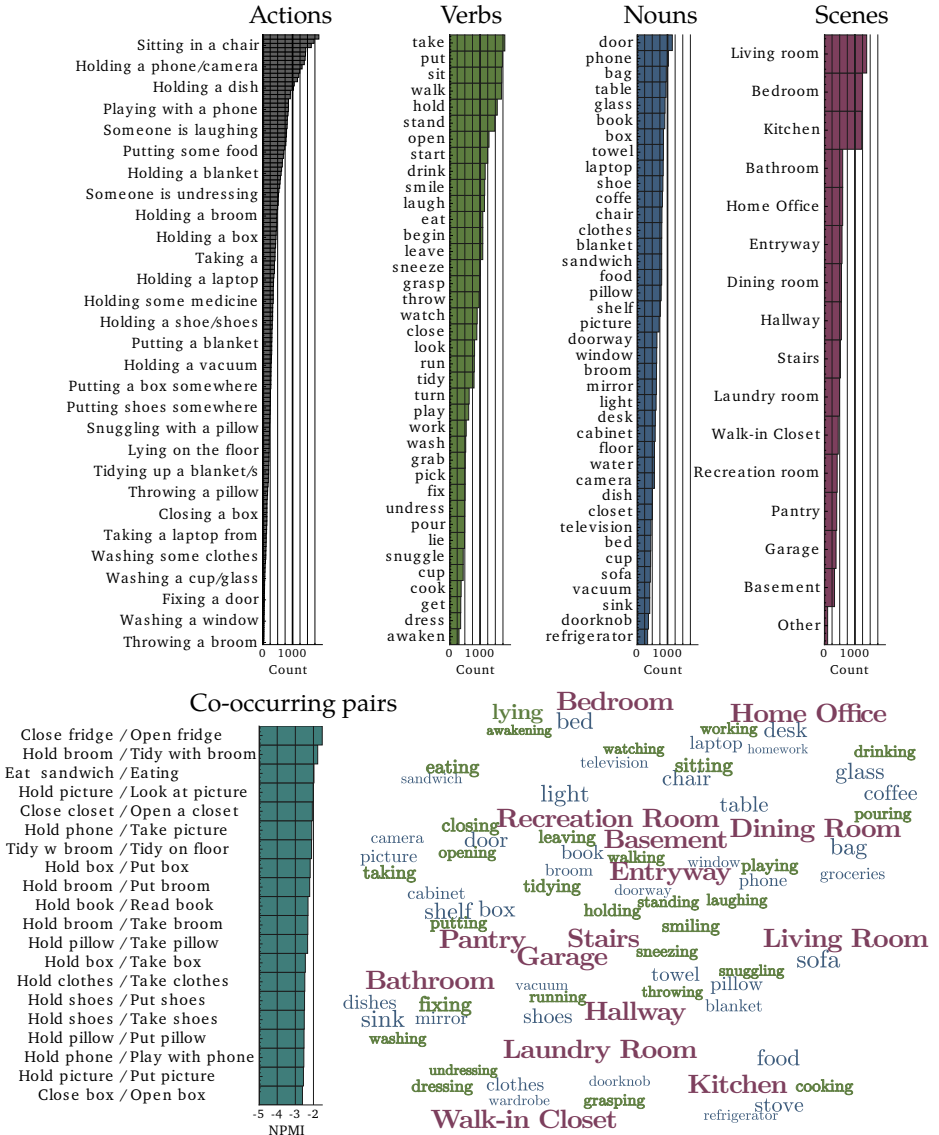 Actions
Sitting in a chair
Holding a phone/camera
Holding a dish
Playing with a phone
Someone is laughing
Putting some food
Holding a blanket
Someone is undressing
Holding a broom
Holding a box
Taking a
Holding a laptop
Holding some medicine
Holding a shoe/shoes
Putting a blanket
Holding a vacuum
Putting a box somewhere
Putting shoes somewhere
Snuggling with a pillow
Lying on the floor
Tidying up a blanket/s
Throwing a pillow
Closing a box
Taking a laptop from
Washing some clothes
Washing a cup/glass
Fixing a door
Washing a window
Throwing a broom
0 1000
Count
Verbs
take
put
sit
walk
hold
stand
open
start
drink
smile
laugh
eat
begin
leave
sneeze
grasp
throw
watch
close
look
run
tidy
turn
play
work
wash
grab
pick
fix
undress
pour
lie
snuggle
cup
cook
get
dress
awaken
0 1000
Count
Nouns
door
phone
bag
table
glass
book
box
towel
laptop
shoe
coffe
chair
clothes
blanket
sandwich
food
pillow
shelf
picture
doorway
window
broom
mirror
light
desk
cabinet
floor
water
camera
dish
closet
television
bed
cup
sofa
vacuum
sink
doorknob
refrigerator
0 1000
Count
Scenes
Living room
Bedroom
Kitchen
Bathroom
Home Office
Entryway
Dining room
Hallway
Stairs
Laundry room
Walk-in Closet
Recreation room
Pantry
Garage
Basement
Other
0 1000
Count
Co-occurring pairs
Close fridge / Open fridge
Hold broom / Tidy with broom
Eat sandwich / Eating
Hold picture / Look at picture
Close closet / Open a closet
Hold phone / Take picture
Tidy w broom / Tidy on floor
Hold box / Put box
Hold broom / Put broom
Hold book / Read book
Hold broom / Take broom
Hold pillow / Take pillow
Hold box / Take box
Hold clothes / Take clothes
Hold shoes / Put shoes
Hold shoes / Take shoes
Hold pillow / Put pillow
Hold phone / Play with phone
Hold picture / Put picture
Close box / Open box
-5 -4 -3 -2
NPMI
Bedroom
lying bed Home Office
awakening working desk
laptop homework
watching drinking
television
eating sitting
sandwich chair glass
light coffee
table
pouring
Recreation Room
closing Dining Room
camera door leaving Basement
opening book walking bag
picture window playing
taking broom Entryway groceries
tidying doorway phone
cabinet standing laughing
shelf box holding
putting smiling
Pantry Stairs Living Room
Garage sneezing sofa
towel snuggling
Bathroom vacuum pillow
running throwing
dishes fixing blanket
sink mirror shoes Hallway
washing
Laundry Room
food
undressing doorknob
dressing clothes Kitchen cooking
wardrobe grasping stove
Walk-in Closet refrigerator